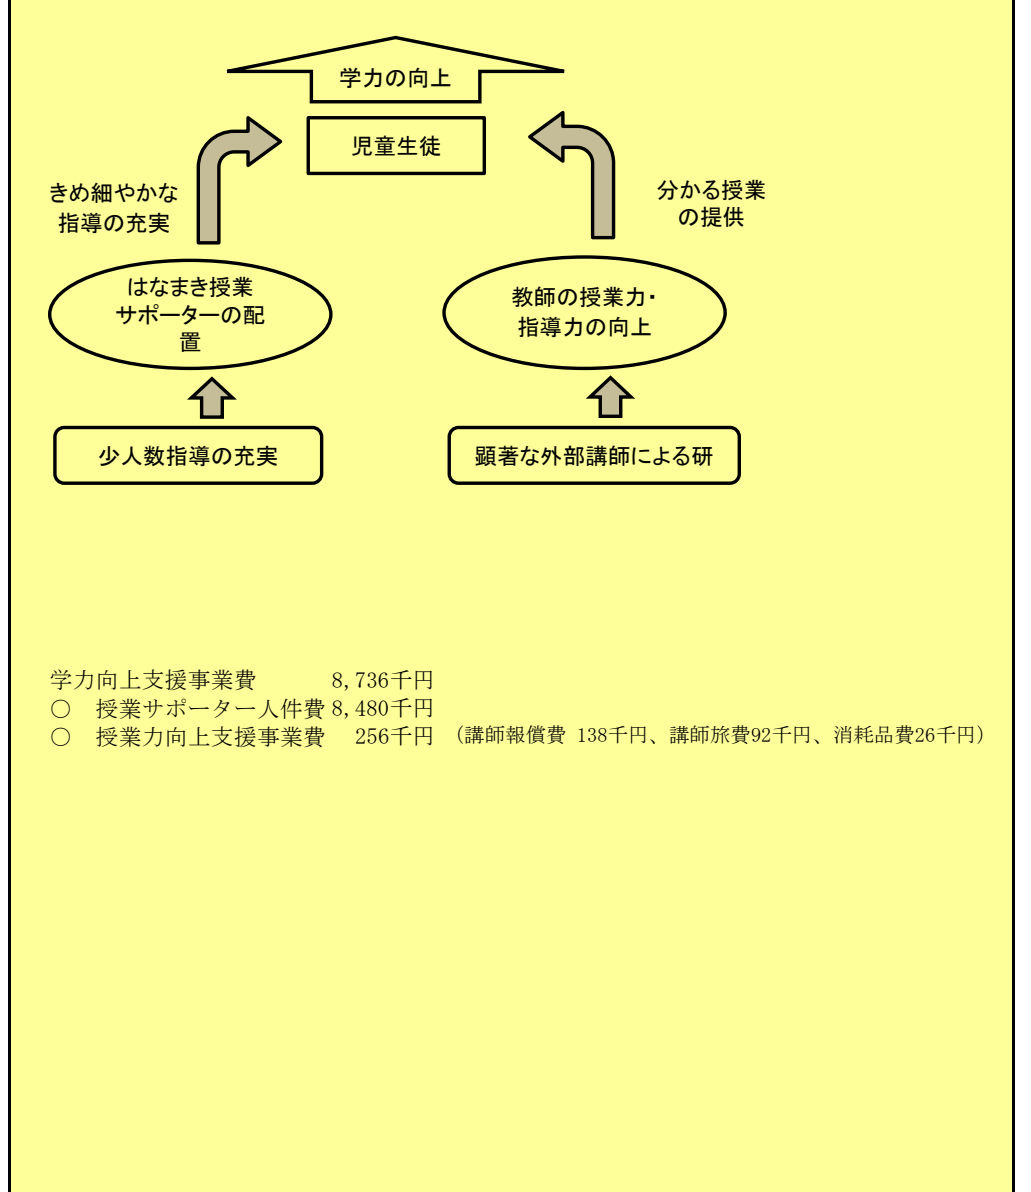 学力の向上
児童生徒
きめ細やかな
指導の充実
分かる授業
の提供
はなまき授業
サポーターの配
置
教師の授業力・
指導力の向上
少人数指導の充実
顕著な外部講師による研
学力向上支援事業費 8,736千円
○ 授業サポーター人件費 8,480千円
○ 授業力向上支援事業費 256千円 (講師報償費 138千円、講師旅費92千円、消耗品費26千円)